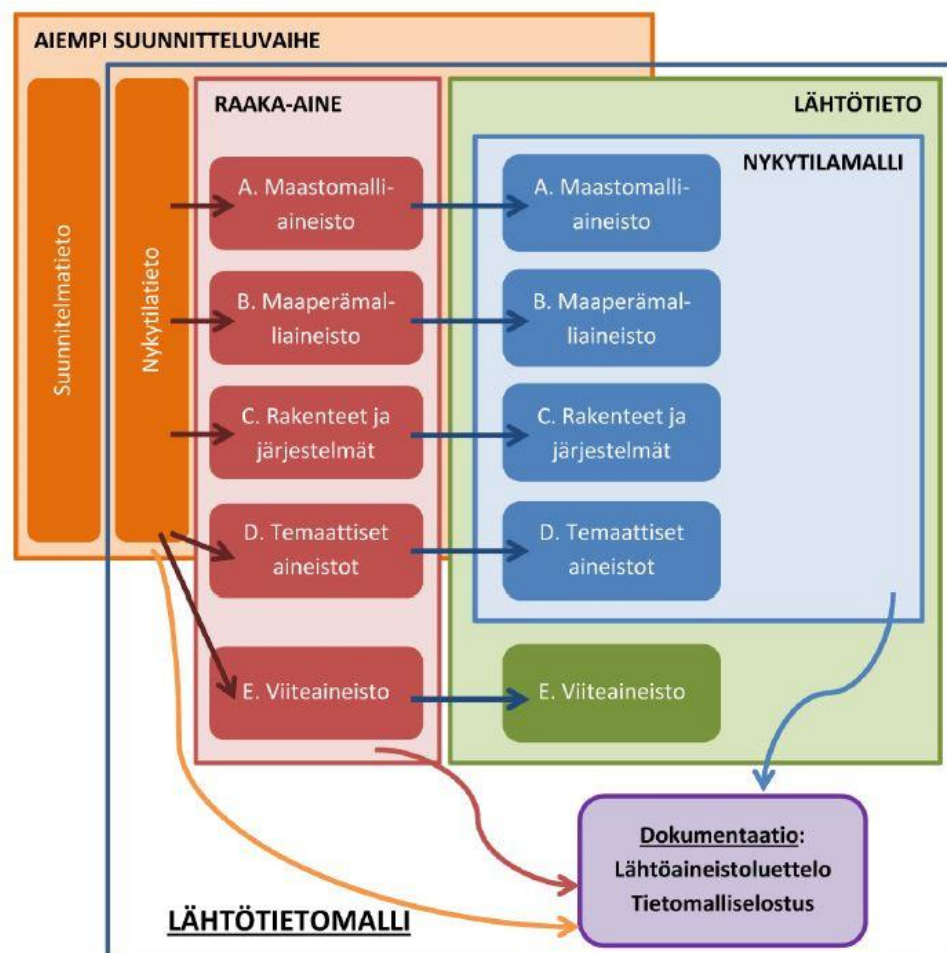 AIEMPI SUUNNITTELUVAIHE
Suunnitelmatieto
Nykytilatieto
RAAKA-AINE
A. Maastomalli-
aineisto
B. Maaperämal-
liaineisto
C. Rakenteet ja
järjestelmät
D. Temaattiset
aineistot
E. Viiteaineisto
LÄHTÖTIETO
NYKYTILAMALLI
A. Maastomalli-
aineisto
B. Maaperämal-
liaineisto
C. Rakenteet ja
järjestelmät
D. Temaattiset
aineistot
E. Viiteaineisto
Dokumentaatio:
Lähtöaineistoluettelo
Tietomalliselostus
LÄHTÖTIETOMALLI